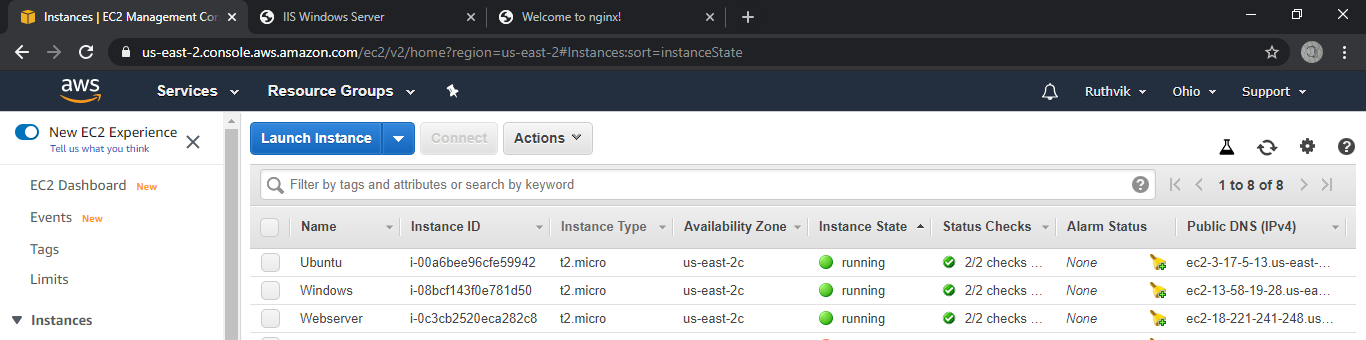 Instances | EC2 Management Con
IIS Windows Server
Welcome to nginx!
us-east-2.console.aws.amazon.com/ec2/v2/home?region=us-east-2#Instances:sort=instanceState
aws Services Resource Groups Ruthvik Ohio Support
New EC2 Experience
Tell us what you think
EC2 Dashboard New
Events New
Tags
Limits
Instances
Launch Instance Connect Actions
Filter by tags and attributes or search by keyword 1 to 8 of 8
Name Instance ID Instance Type Availability Zone Instance State Status Checks Alarm Status Public DNS (IPv4)
Ubuntu i-00a6bee96cfe59942 t2.micro us-east-2c running 2/2 checks ... None ec2-3-17-5-13.us-east-...
Windows i-08bcf143f0e781d50 t2.micro us-east-2c running 2/2 checks ... None ec2-13-58-19-28.us-ea...
Webserver i-0c3cb2520eca282c8 t2.micro us-east-2c running 2/2 checks ... None ec2-18-221-241-248.us...